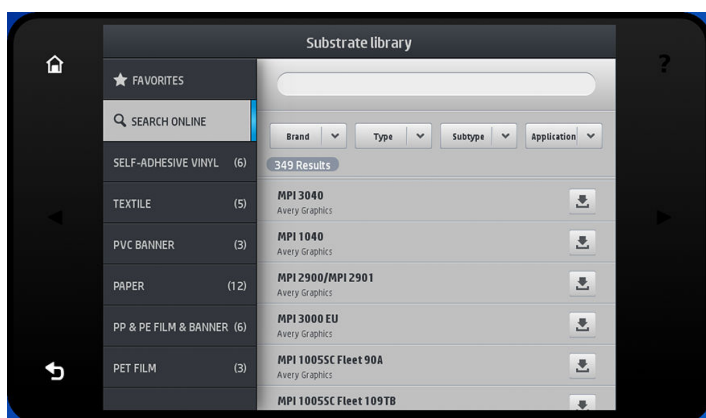 Substrate library
?
FAVORITES
SEARCH ONLINE
SELF-ADHESIVE VINYL (6)
TEXTILE (5)
PVC BANNER (3)
PAPER (12)
PP & PE FILM & BANNER (6)
PET FILM (3)
Brand Type Subtype Application
349 Results
MPI 3040
Avery Graphics
MPI 1040
Avery Graphics
MPI 2900/MPI 2901
Avery Graphics
MPI 3000 EU
Avery Graphics
MPI 1005SC Fleet 90A
Avery Graphics
MPI 1005SC Fleet 109TB